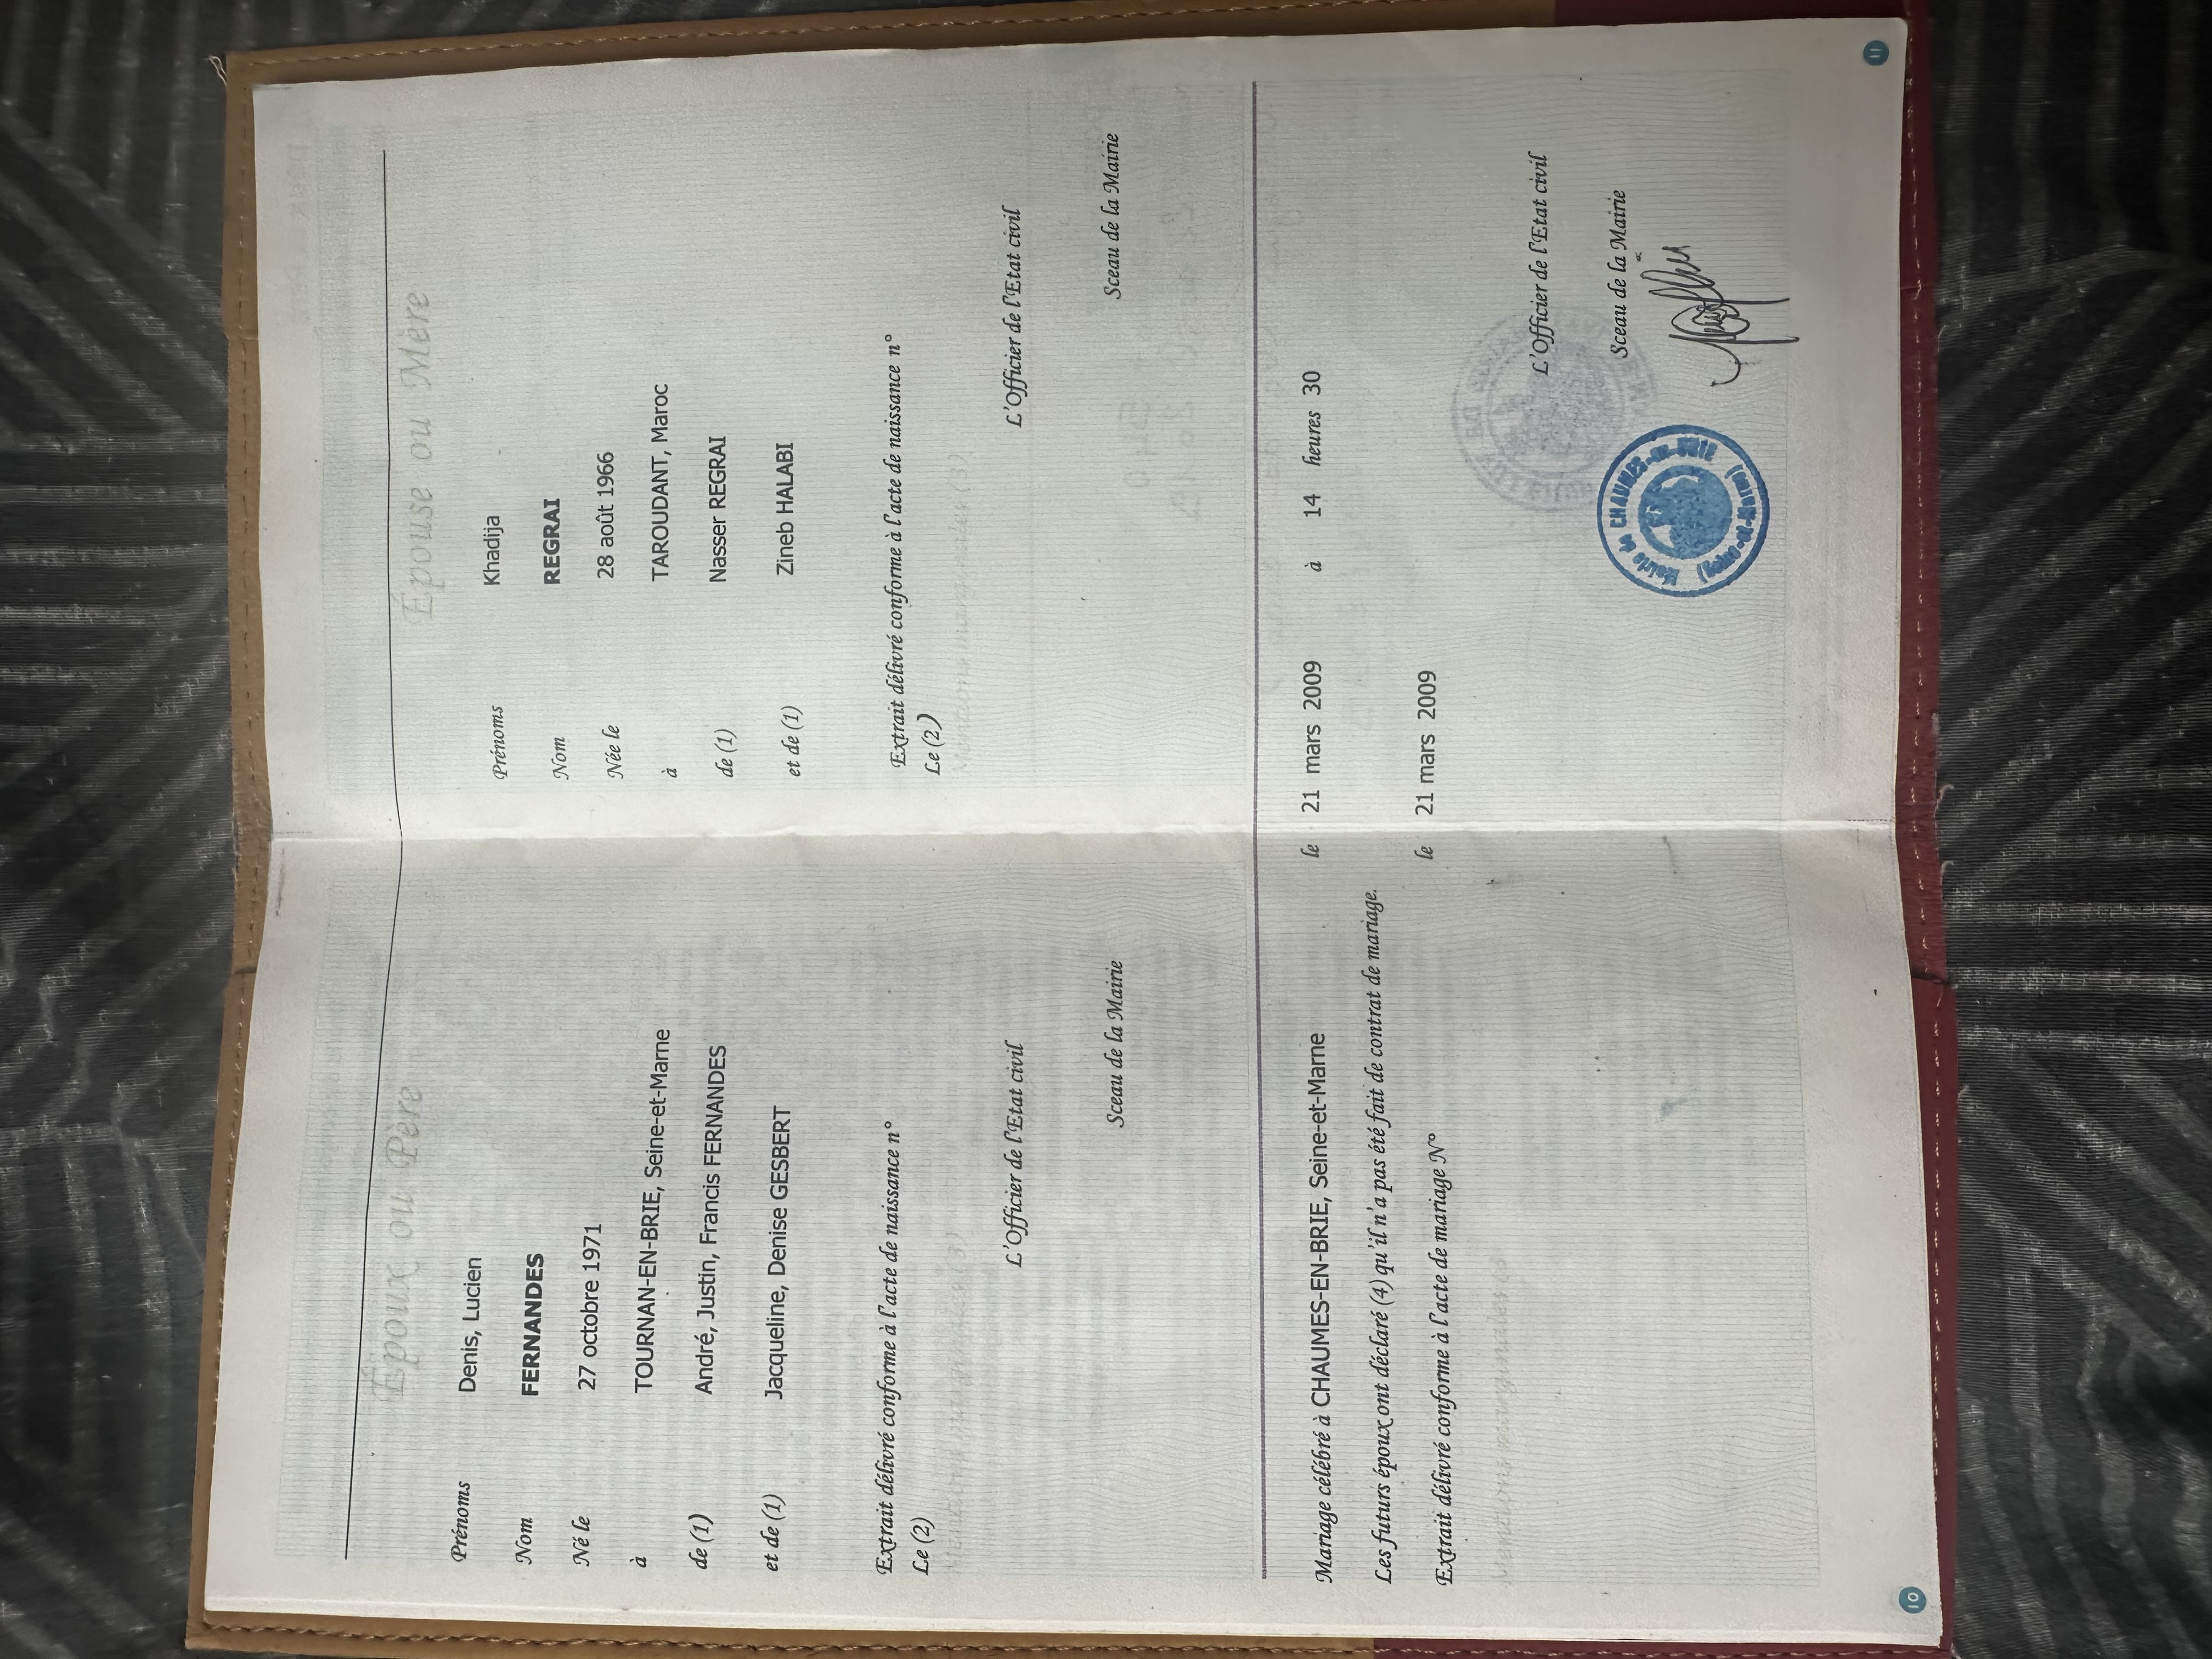 Époux ou Père
Prénoms Denis, Lucien
Nom FERNANDES
Né le 27 octobre 1971
à TOURNAN-EN-BRIE, Seine-et-Marne
de (1) André, Justin, Francis FERNANDES
et de (1) Jacqueline, Denise GESBERT
Extrait délivré conforme à l'acte de naissance n°
Le (2)
L'Officier de l'Etat civil
Sceau de la Mairie
Épouse ou Mère
Prénoms Khadija
Nom REGRAI
Née le 28 août 1966
à TAROUDANT, Maroc
de (1) Nasser REGRAI
et de (1) Zineb HALABI
Extrait délivré conforme à l'acte de naissance n°
Le (2)
L'Officier de l'Etat civil
Sceau de la Mairie
Mariage célébré à CHAUMES-EN-BRIE, Seine-et-Marne le 21 mars 2009 à 14 heures 30
Les futurs époux ont déclaré (4) qu'il n'a pas été fait de contrat de mariage.
Extrait délivré conforme à l'acte de mariage N° le 21 mars 2009
L'Officier de l'Etat civil
Sceau de la Mairie
Mairie de CHAUMES-en-BRIE (Seine-et-Marne)
10
11